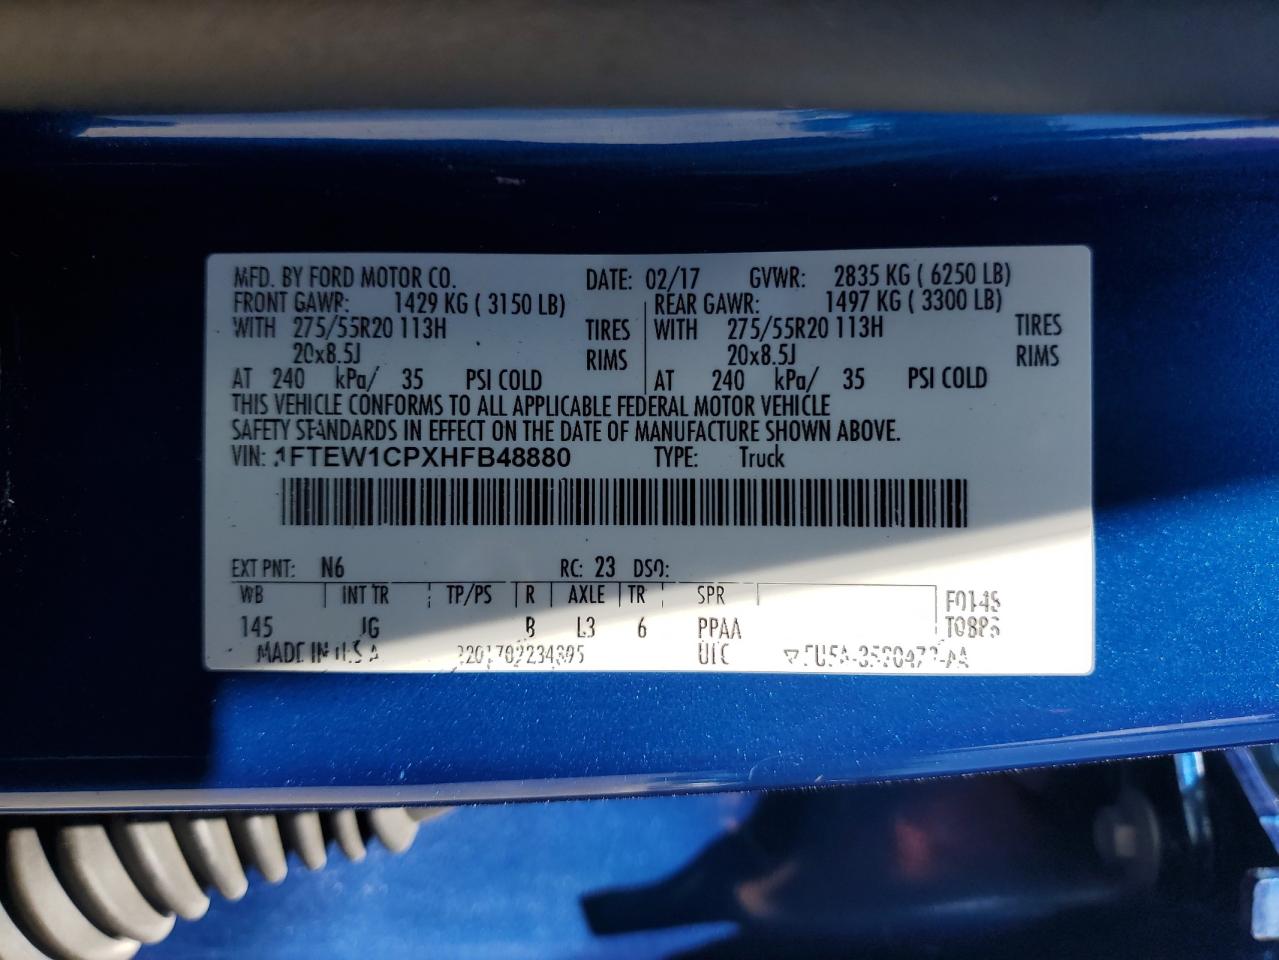 MFD. BY FORD MOTOR CO. DATE: 02/17 GVWR: 2835 KG ( 6250 LB)
FRONT GAWR: 1429 KG ( 3150 LB) REAR GAWR: 1497 KG ( 3300 LB)
WITH 275/55R20 113H TIRES WITH 275/55R20 113H TIRES
20x8.5J RIMS 20x8.5J RIMS
AT 240 kPa/ 35 PSI COLD AT 240 kPa/ 35 PSI COLD
THIS VEHICLE CONFORMS TO ALL APPLICABLE FEDERAL MOTOR VEHICLE
SAFETY STANDARDS IN EFFECT ON THE DATE OF MANUFACTURE SHOWN ABOVE.
VIN: 1FTEW1CPXHFB48880 TYPE: Truck
EXT PNT: N6 RC: 23 DSO:
WB INT TR TP/PS R AXLE TR SPR
145 JG B L3 6 PPAA
MADE IN U.S.A UTC